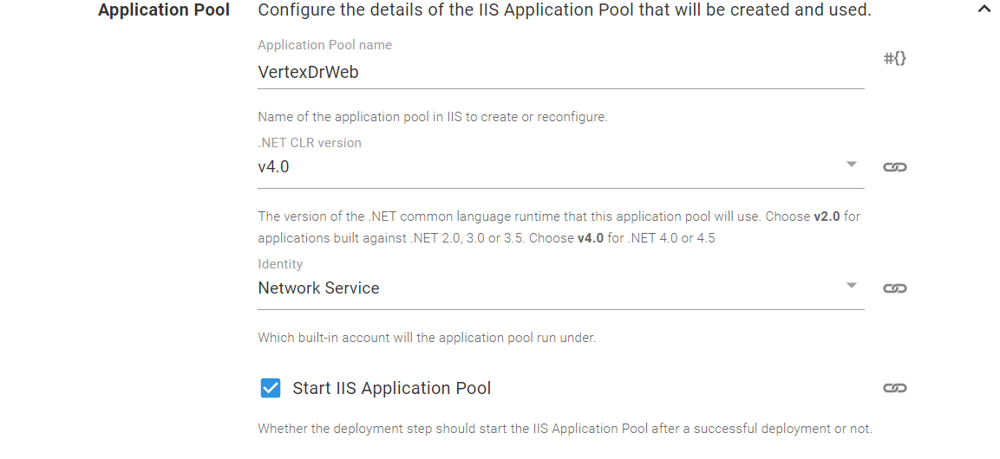 Application Pool Configure the details of the IIS Application Pool that will be created and used.
Application Pool name
#{}
VertexDrWeb
Name of the application pool in IIS to create or reconfigure.
.NET CLR version
v4.0
The version of the .NET common language runtime that this application pool will use. Choose v2.0 for
applications built against .NET 2.0, 3.0 or 3.5. Choose v4.0 for .NET 4.0 or 4.5
Identity
Network Service
Which built-in account will the application pool run under.
Start IIS Application Pool
Whether the deployment step should start the IIS Application Pool after a successful deployment or not.